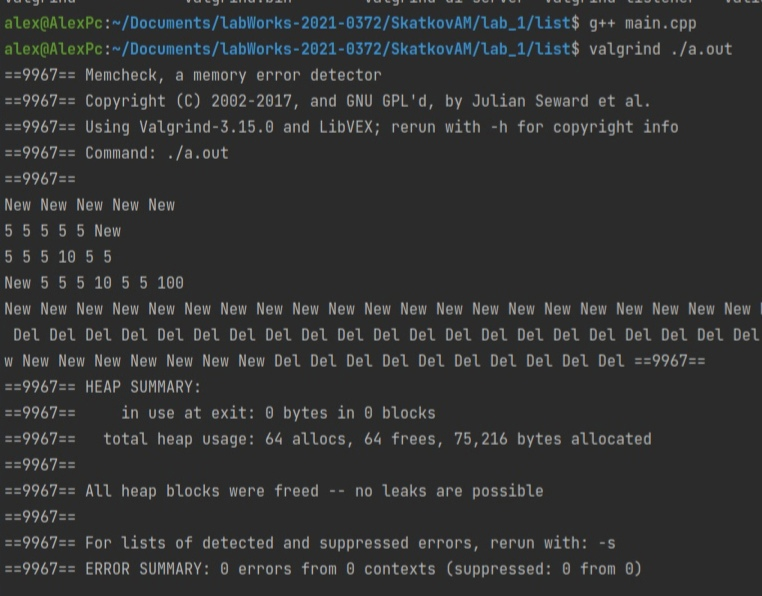 alex@AlexPc:~/Documents/labWorks-2021-0372/SkatkovAM/lab_1/list$ g++ main.cpp
alex@AlexPc:~/Documents/labWorks-2021-0372/SkatkovAM/lab_1/list$ valgrind ./a.out
==9967== Memcheck, a memory error detector
==9967== Copyright (C) 2002-2017, and GNU GPL'd, by Julian Seward et al.
==9967== Using Valgrind-3.15.0 and LibVEX; rerun with -h for copyright info
==9967== Command: ./a.out
==9967==
New New New New New
5 5 5 5 5 New
5 5 5 10 5 5
New 5 5 5 10 5 5 100
New New New New New New New New New New New New New New New New New New New New New
Del Del Del Del Del Del Del Del Del Del Del Del Del Del Del Del Del Del Del Del Del
w New New New New New New New Del Del Del Del Del Del Del Del Del Del ==9967==
==9967== HEAP SUMMARY:
==9967==     in use at exit: 0 bytes in 0 blocks
==9967==   total heap usage: 64 allocs, 64 frees, 75,216 bytes allocated
==9967==
==9967== All heap blocks were freed -- no leaks are possible
==9967==
==9967== For lists of detected and suppressed errors, rerun with: -s
==9967== ERROR SUMMARY: 0 errors from 0 contexts (suppressed: 0 from 0)